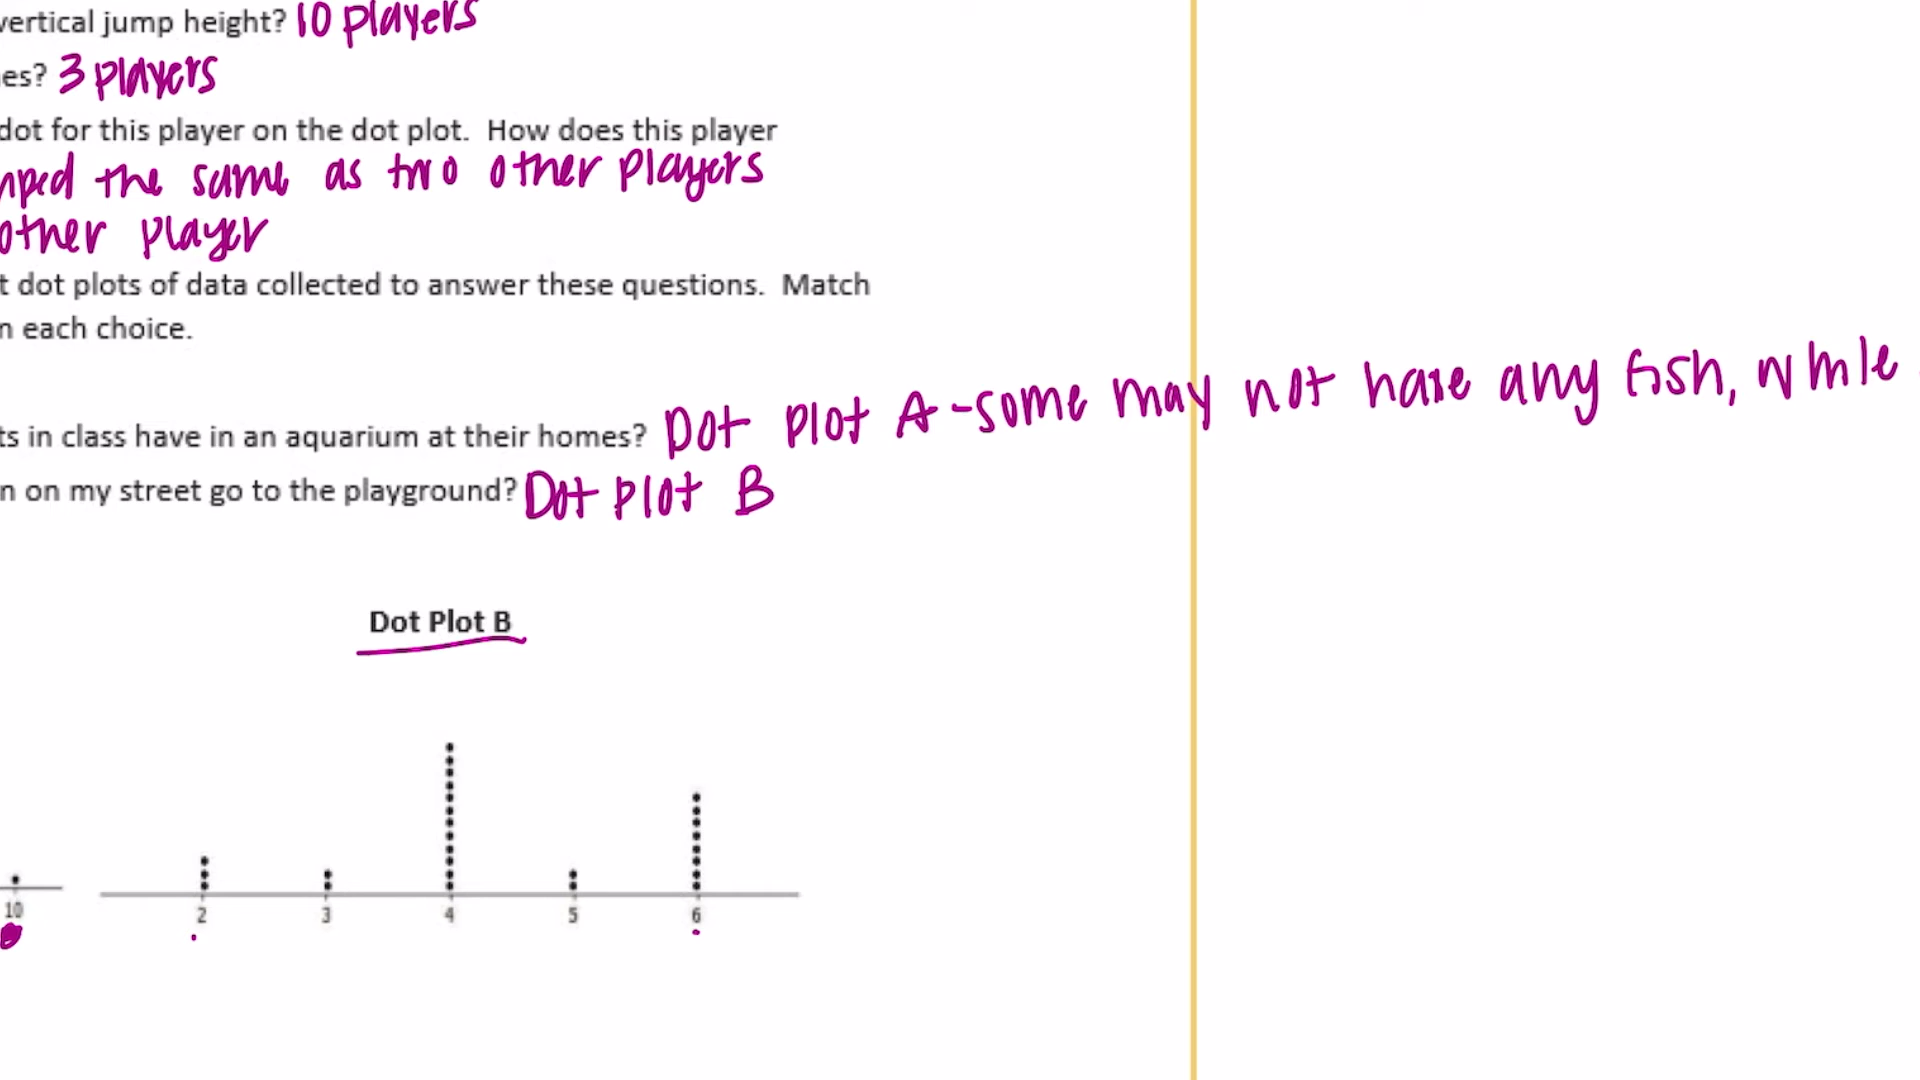 vertical jump height? 10 players
es? 3 players
dot for this player on the dot plot. How does this player
mped the same as two other players
other player
t dot plots of data collected to answer these questions. Match
n each choice.
ts in class have in an aquarium at their homes? Dot plot A - some may not have any fish, while
n on my street go to the playground? Dot plot B
Dot Plot B
10 2 3 4 5 6